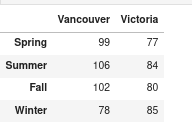 Vancouver Victoria
Spring 99 77
Summer 106 84
Fall 102 80
Winter 78 85